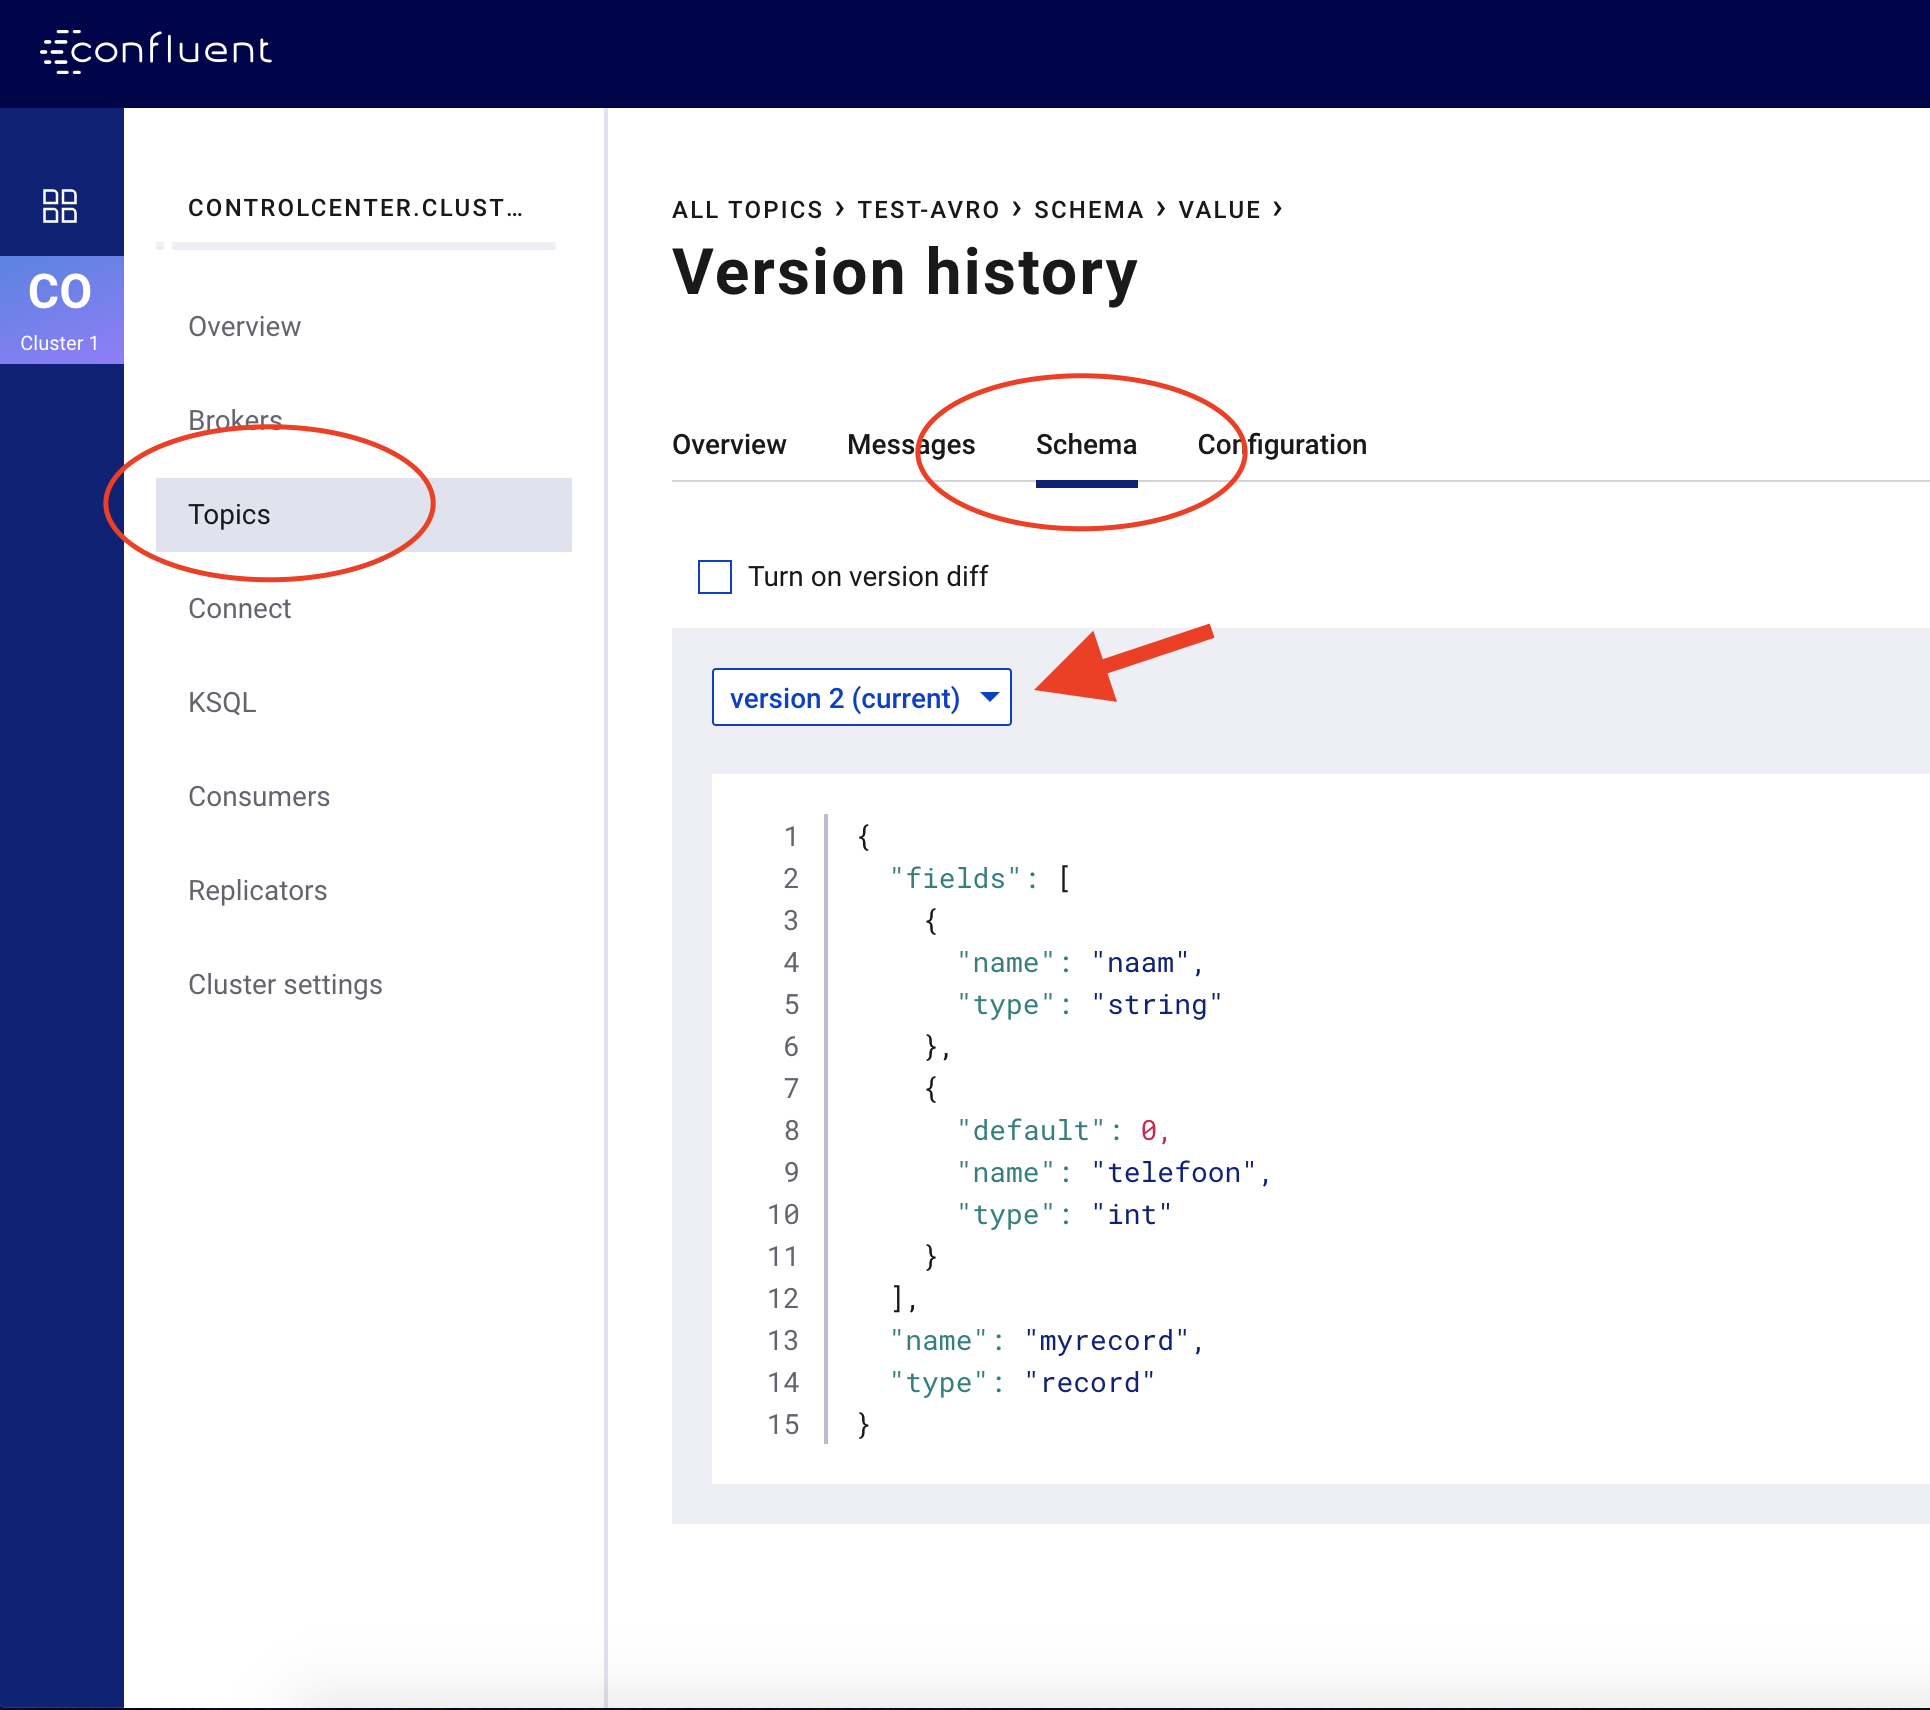 confluent
CO
Cluster 1
CONTROLCENTER.CLUST...
Overview
Brokers
Topics
Connect
KSQL
Consumers
Replicators
Cluster settings
ALL TOPICS > TEST-AVRO > SCHEMA > VALUE >
Version history
Overview Messages Schema Configuration
Turn on version diff
version 2 (current)
1 {
2 "fields": [
3 {
4 "name": "naam",
5 "type": "string"
6 },
7 {
8 "default": 0,
9 "name": "telefoon",
10 "type": "int"
11 }
12 ],
13 "name": "myrecord",
14 "type": "record"
15 }